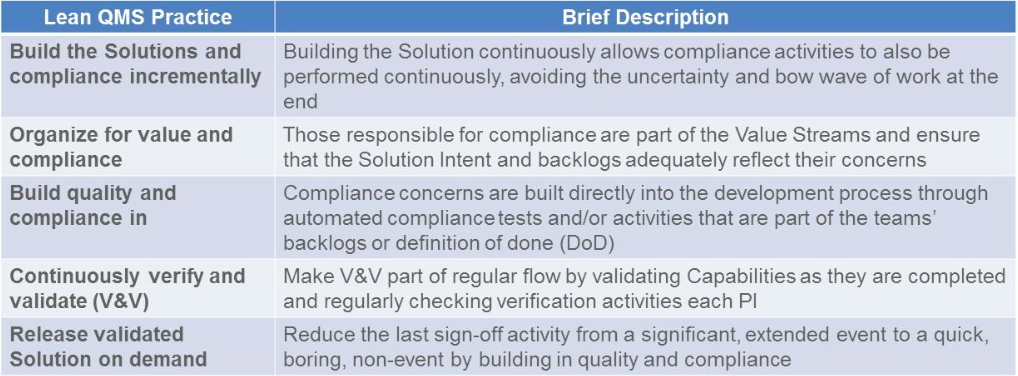 Lean QMS Practice
Brief Description
Build the Solutions and
compliance incrementally
Building the Solution continuously allows compliance activities to also be
performed continuously, avoiding the uncertainty and bow wave of work at the
end
Organize for value and
compliance
Those responsible for compliance are part of the Value Streams and ensure
that the Solution Intent and backlogs adequately reflect their concerns
Build quality and
compliance in
Compliance concerns are built directly into the development process through
automated compliance tests and/or activities that are part of the teams’
backlogs or definition of done (DoD)
Continuously verify and
validate (V&V)
Make V&V part of regular flow by validating Capabilities as they are completed
and regularly checking verification activities each PI
Release validated
Solution on demand
Reduce the last sign-off activity from a significant, extended event to a quick,
boring, non-event by building in quality and compliance